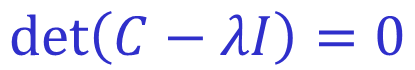 det(C − λI) = 0